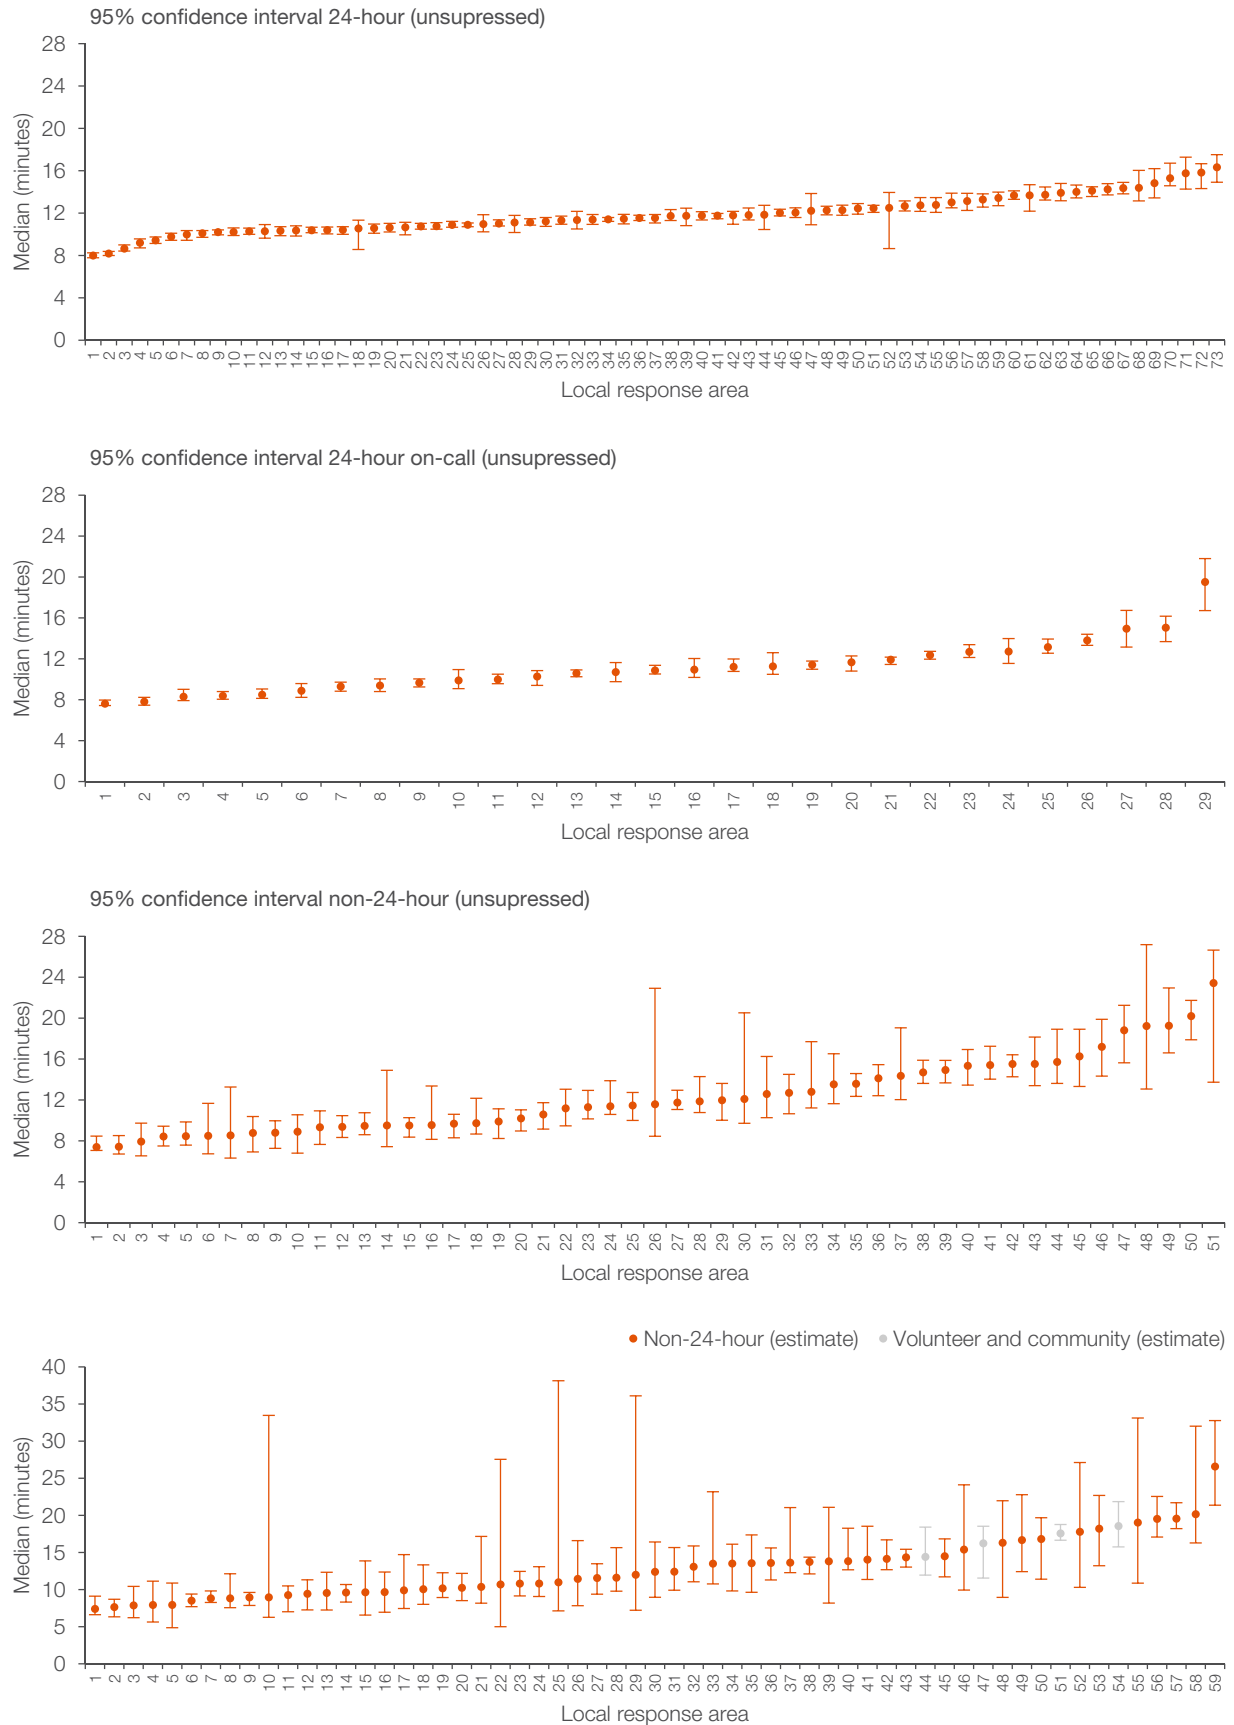 95% confidence interval 24-hour (unsupressed)
Median (minutes)
28
24
20
16
12
8
4
0
1 2 3 4 5 6 7 8 9 10 11 12 13 14 15 16 17 18 19 20 21 22 23 24 25 26 27 28 29 30 31 32 33 34 35 36 37 38 39 40 41 42 43 44 45 46 47 48 49 50 51 52 53 54 55 56 57 58 59 60 61 62 63 64 65 66 67 68 69 70 71 72 73
Local response area
95% confidence interval 24-hour on-call (unsupressed)
Median (minutes)
28
24
20
16
12
8
4
0
1 2 3 4 5 6 7 8 9 10 11 12 13 14 15 16 17 18 19 20 21 22 23 24 25 26 27 28 29
Local response area
95% confidence interval non-24-hour (unsupressed)
Median (minutes)
28
24
20
16
12
8
4
0
1 2 3 4 5 6 7 8 9 10 11 12 13 14 15 16 17 18 19 20 21 22 23 24 25 26 27 28 29 30 31 32 33 34 35 36 37 38 39 40 41 42 43 44 45 46 47 48 49 50 51
Local response area
Non-24-hour (estimate) Volunteer and community (estimate)
Median (minutes)
40
35
30
25
20
15
10
5
0
1 2 3 4 5 6 7 8 9 10 11 12 13 14 15 16 17 18 19 20 21 22 23 24 25 26 27 28 29 30 31 32 33 34 35 36 37 38 39 40 41 42 43 44 45 46 47 48 49 50 51 52 53 54 55 56 57 58 59
Local response area